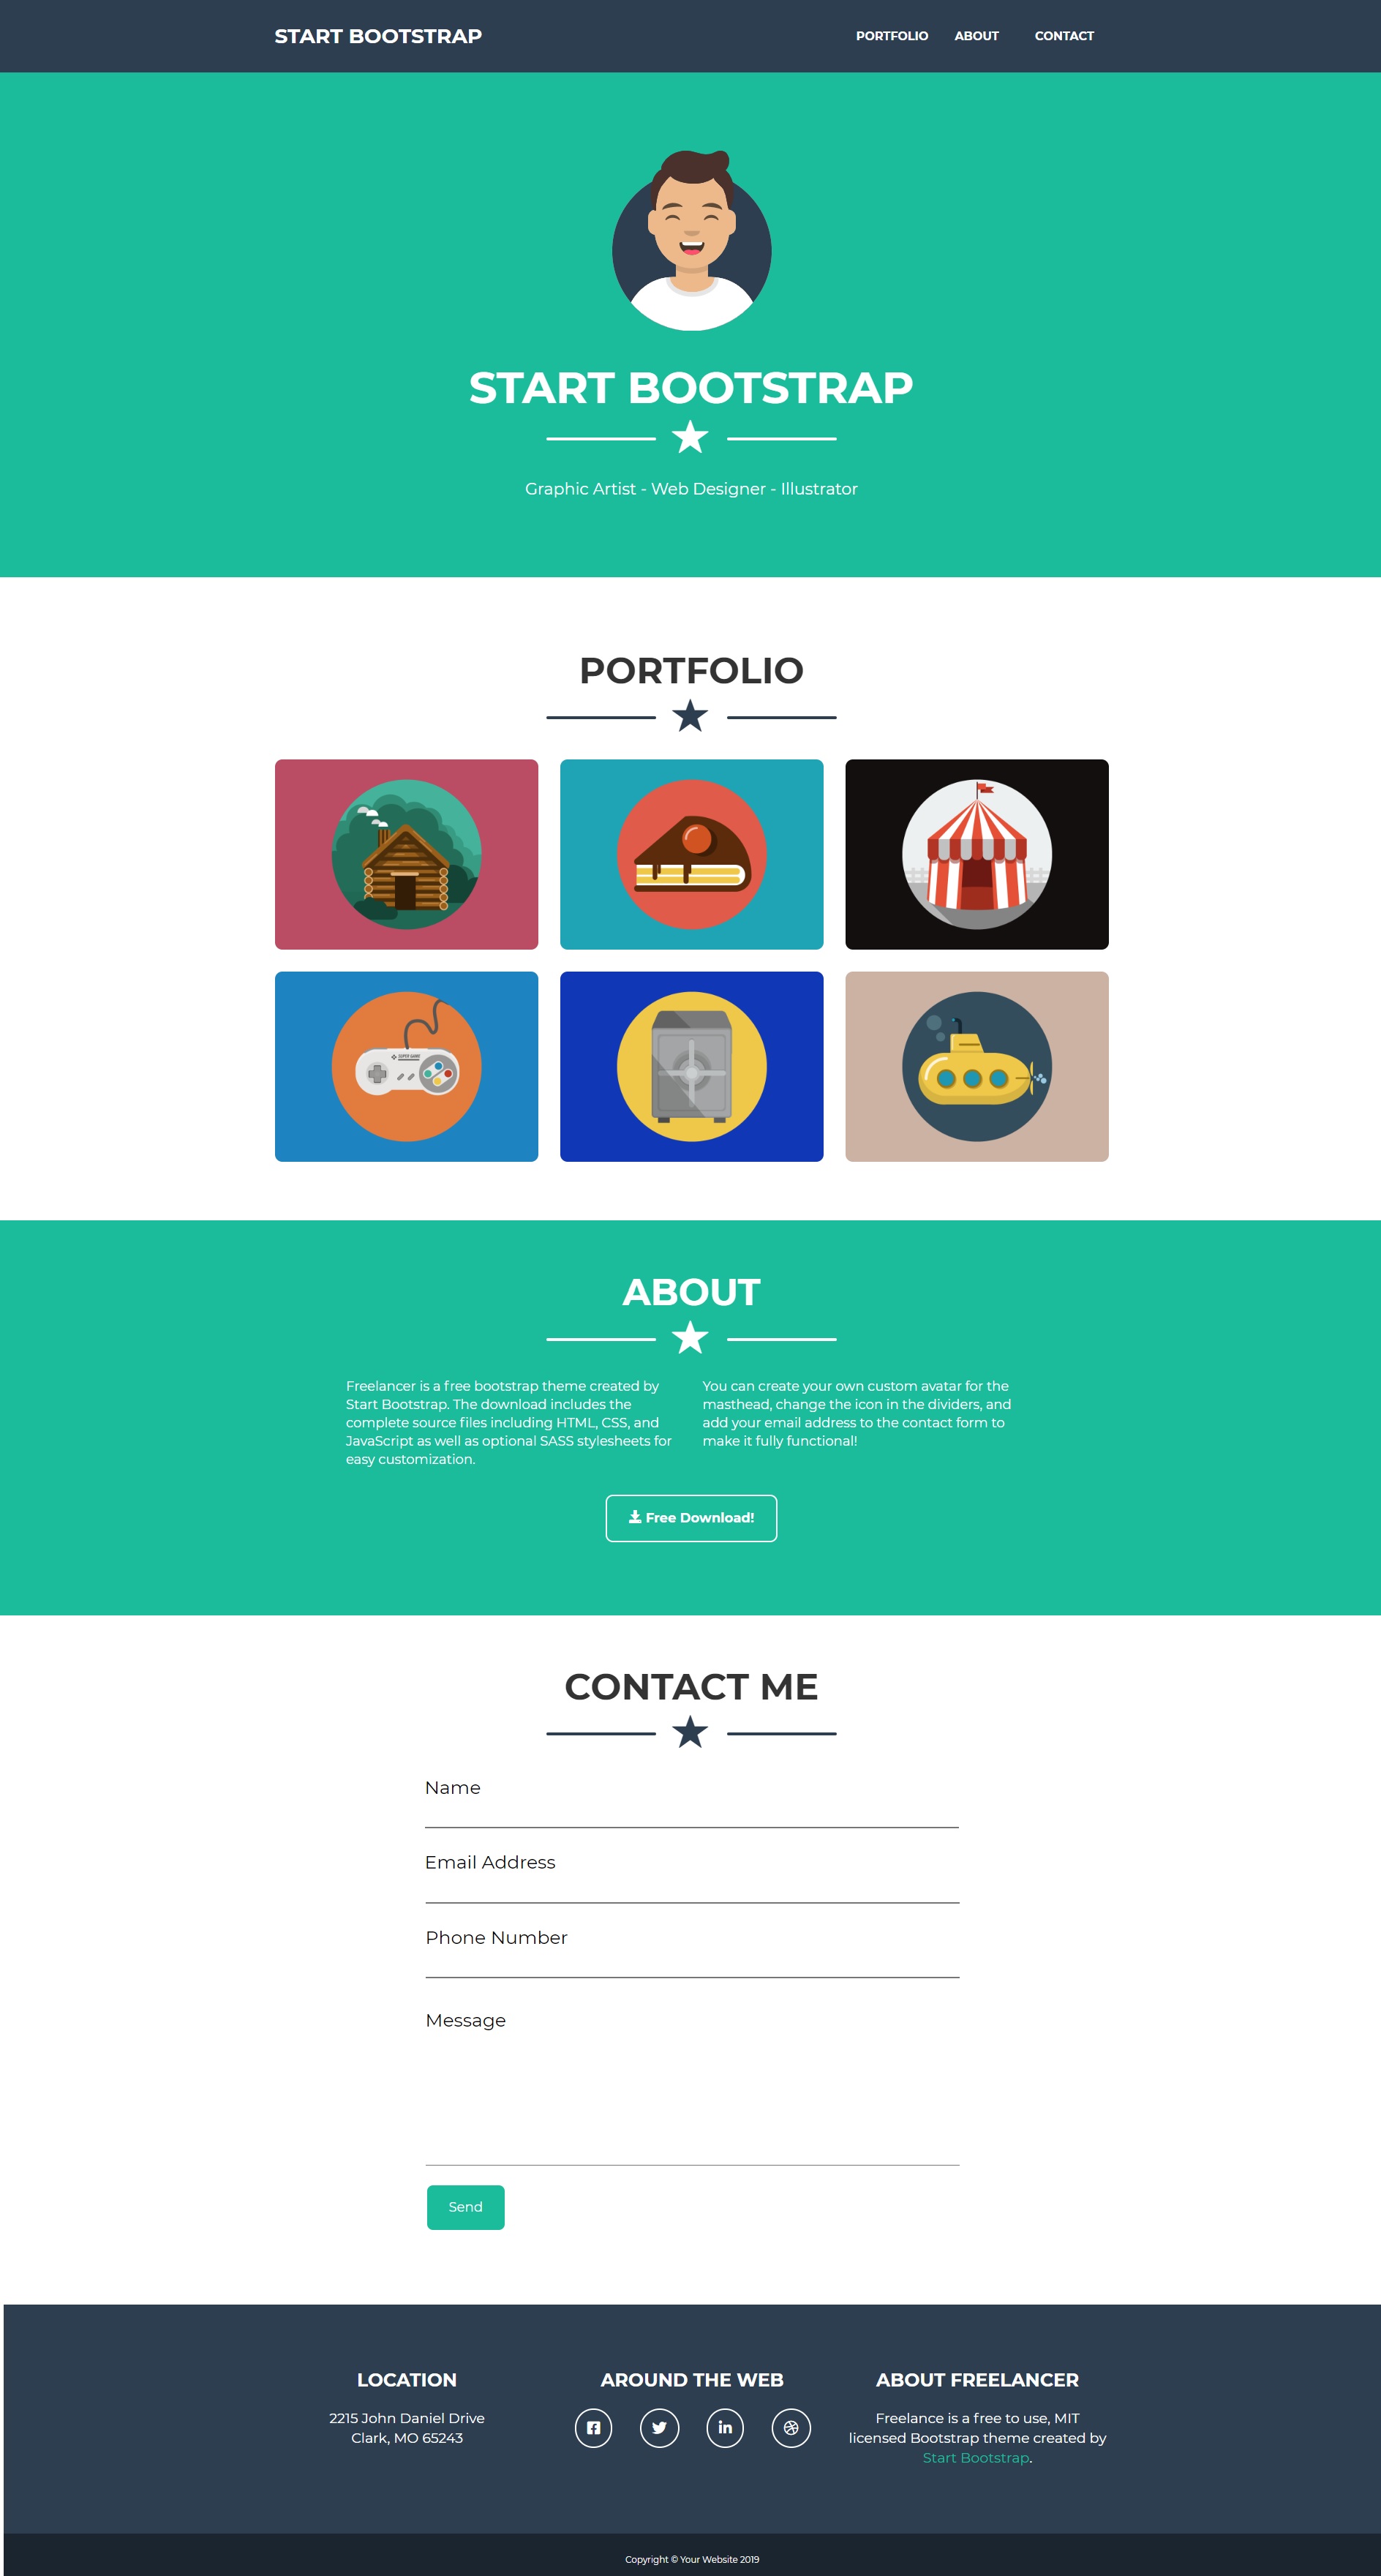 START BOOTSTRAP
PORTFOLIO
ABOUT
CONTACT
START BOOTSTRAP
Graphic Artist - Web Designer - Illustrator
PORTFOLIO
SUPER GAME
ABOUT
Freelancer is a free bootstrap theme created by
Start Bootstrap. The download includes the
complete source files including HTML, CSS, and
JavaScript as well as optional SASS stylesheets for
easy customization.
You can create your own custom avatar for the
masthead, change the icon in the dividers, and
add your email address to the contact form to
make it fully functional!
Free Download!
CONTACT ME
Name
Email Address
Phone Number
Message
Send
LOCATION
2215 John Daniel Drive
Clark, MO 65243
AROUND THE WEB
in
ABOUT FREELANCER
Freelance is a free to use, MIT
licensed Bootstrap theme created by
Start Bootstrap.
Copyright © Your Website 2019